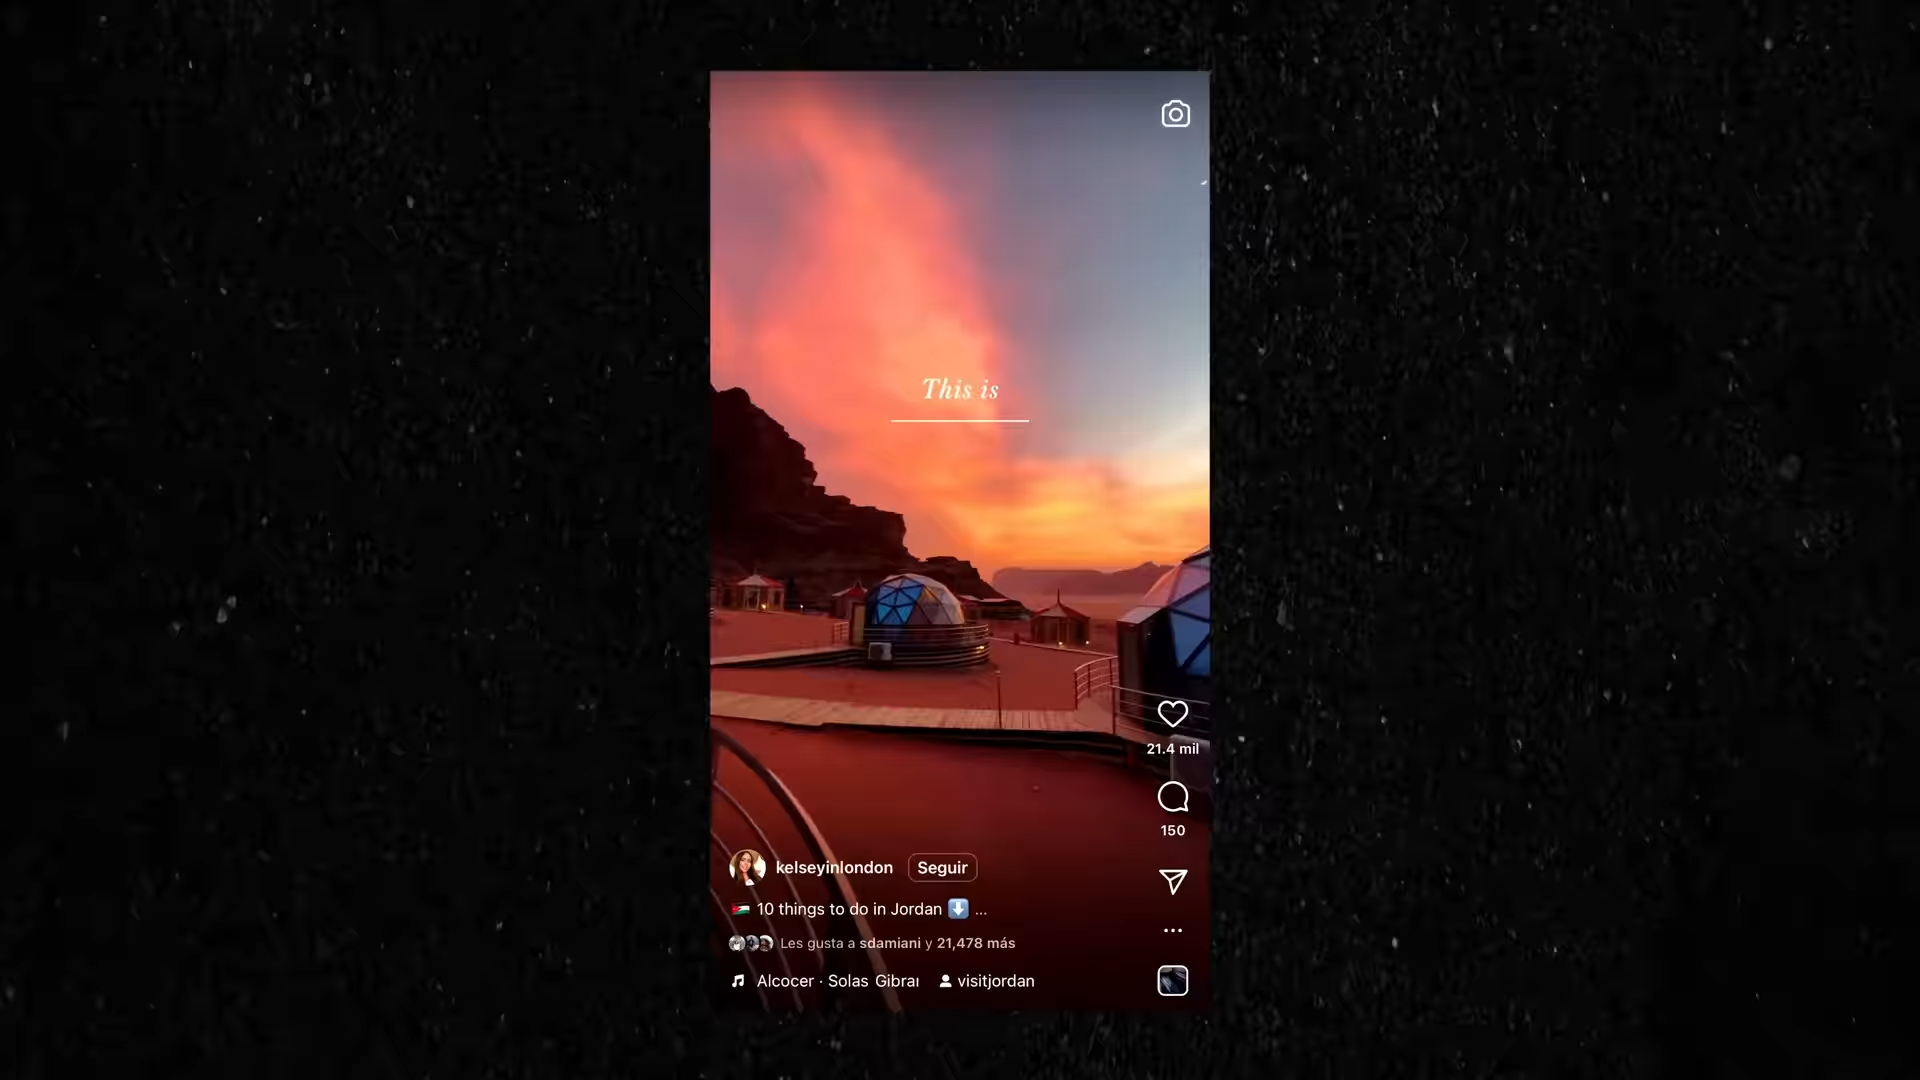 This is
21.4 mil
150
kelseyinlondon Seguir
🇯🇴 10 things to do in Jordan ⬇️ ...
Les gusta a sdamiani y 21,478 más
Alcocer · Solas Gibrar visitjordan